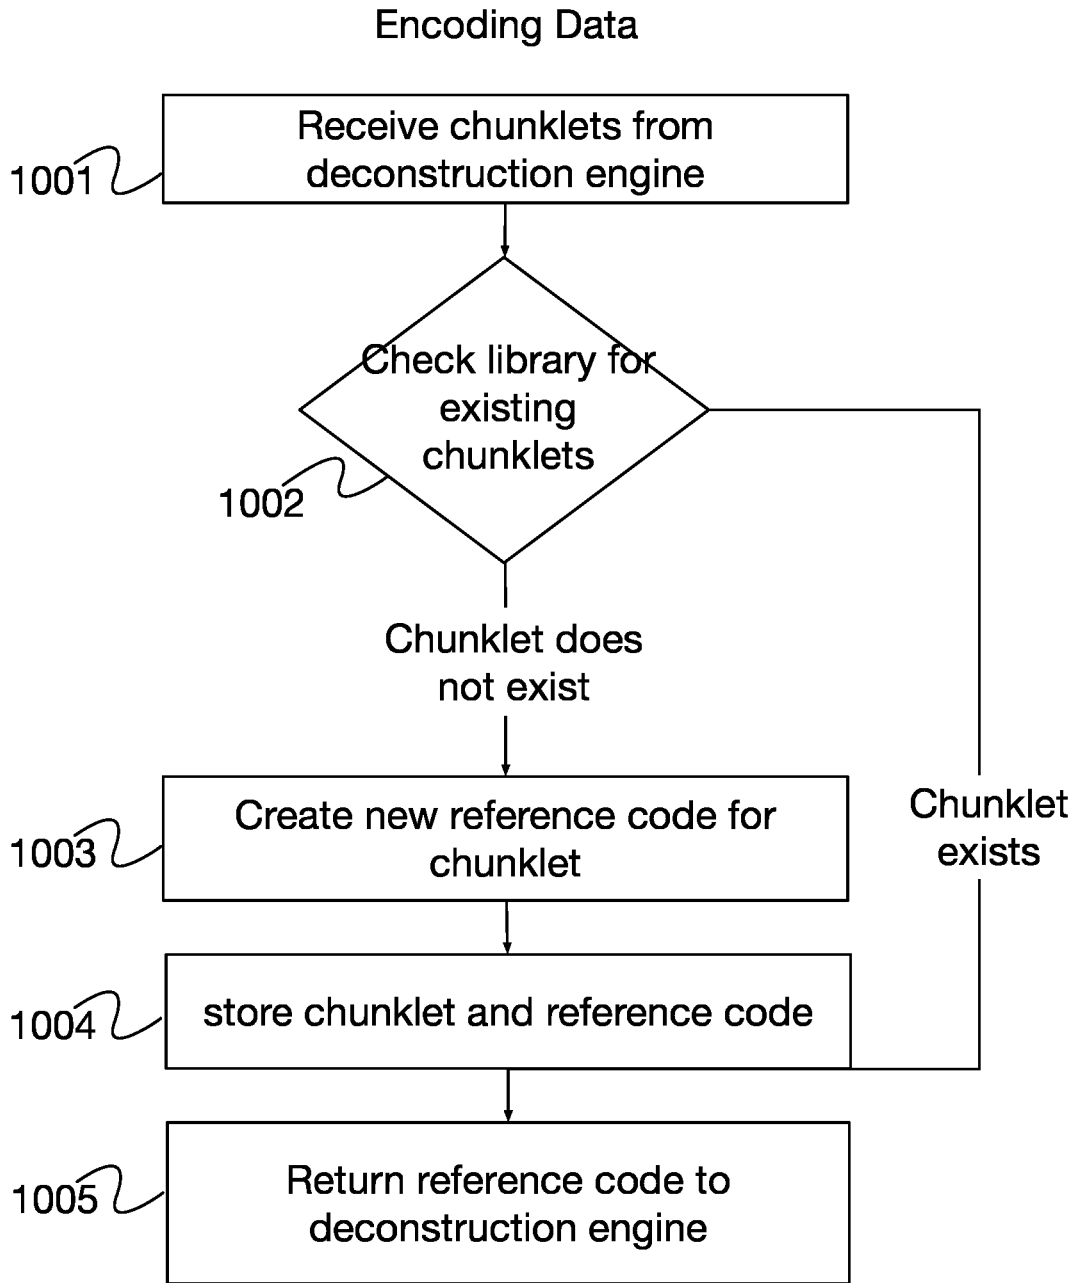 Encoding Data
Receive chunklets from
deconstruction engine
1001
Check library for
existing
chunklets
1002
Chunklet does
not exist
Create new reference code for
chunklet
1003
Chunklet
exists
store chunklet and reference code
1004
Return reference code to
deconstruction engine
1005